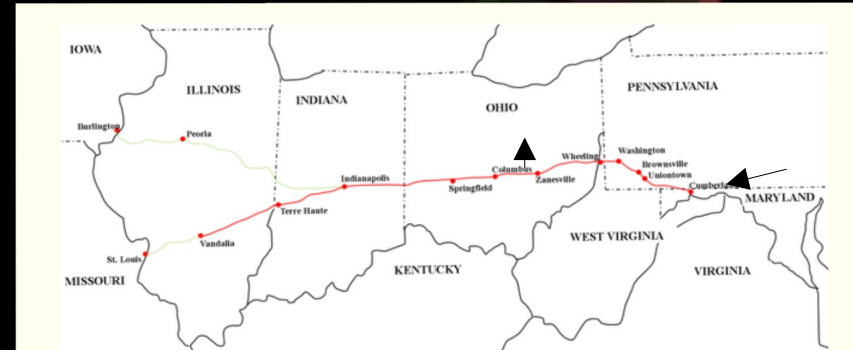 IOWA
ILLINOIS
INDIANA
OHIO
PENNSYLVANIA
Burlington
Peoria
Wheeling
Washington
Brownsville
Uniontown
Columbus
Zanesville
Springfield
Indianapolis
Cumberland
MARYLAND
Terre Haute
Vandalia
St. Louis
MISSOURI
KENTUCKY
WEST VIRGINIA
VIRGINIA